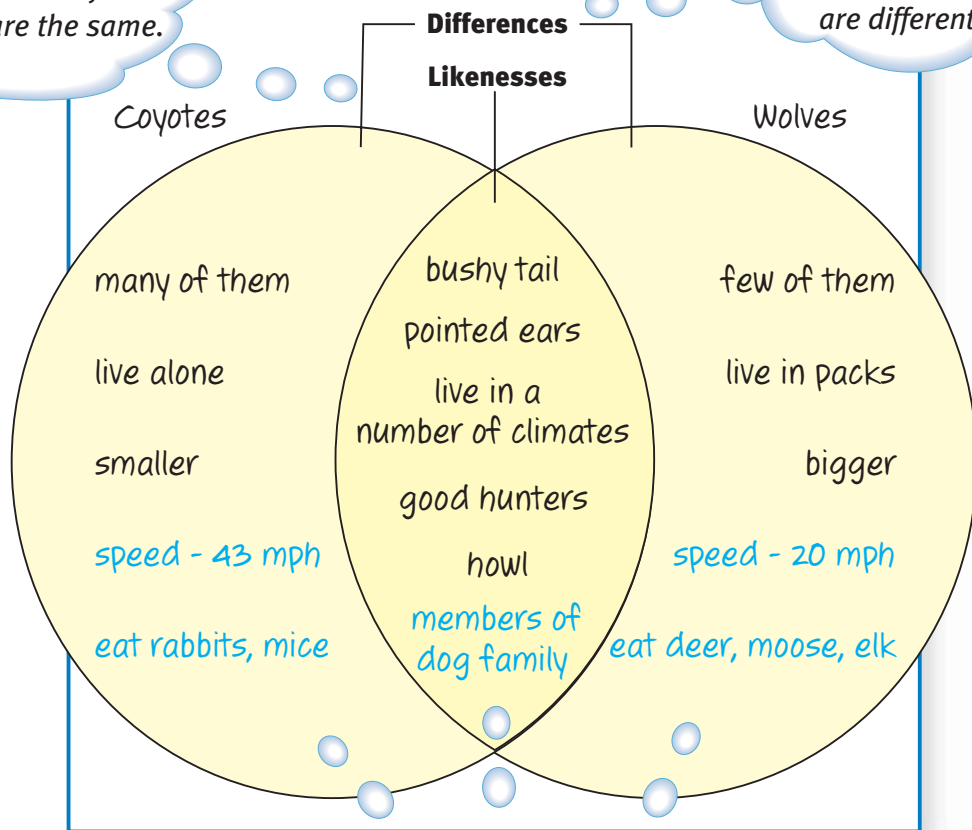 are the same.
Differences
are different
Likenesses
Coyotes
Wolves
many of them
live alone
smaller
speed - 43 mph
eat rabbits, mice
bushy tail
pointed ears
live in a
number of climates
good hunters
howl
members of
dog family
few of them
live in packs
bigger
speed - 20 mph
eat deer, moose, elk